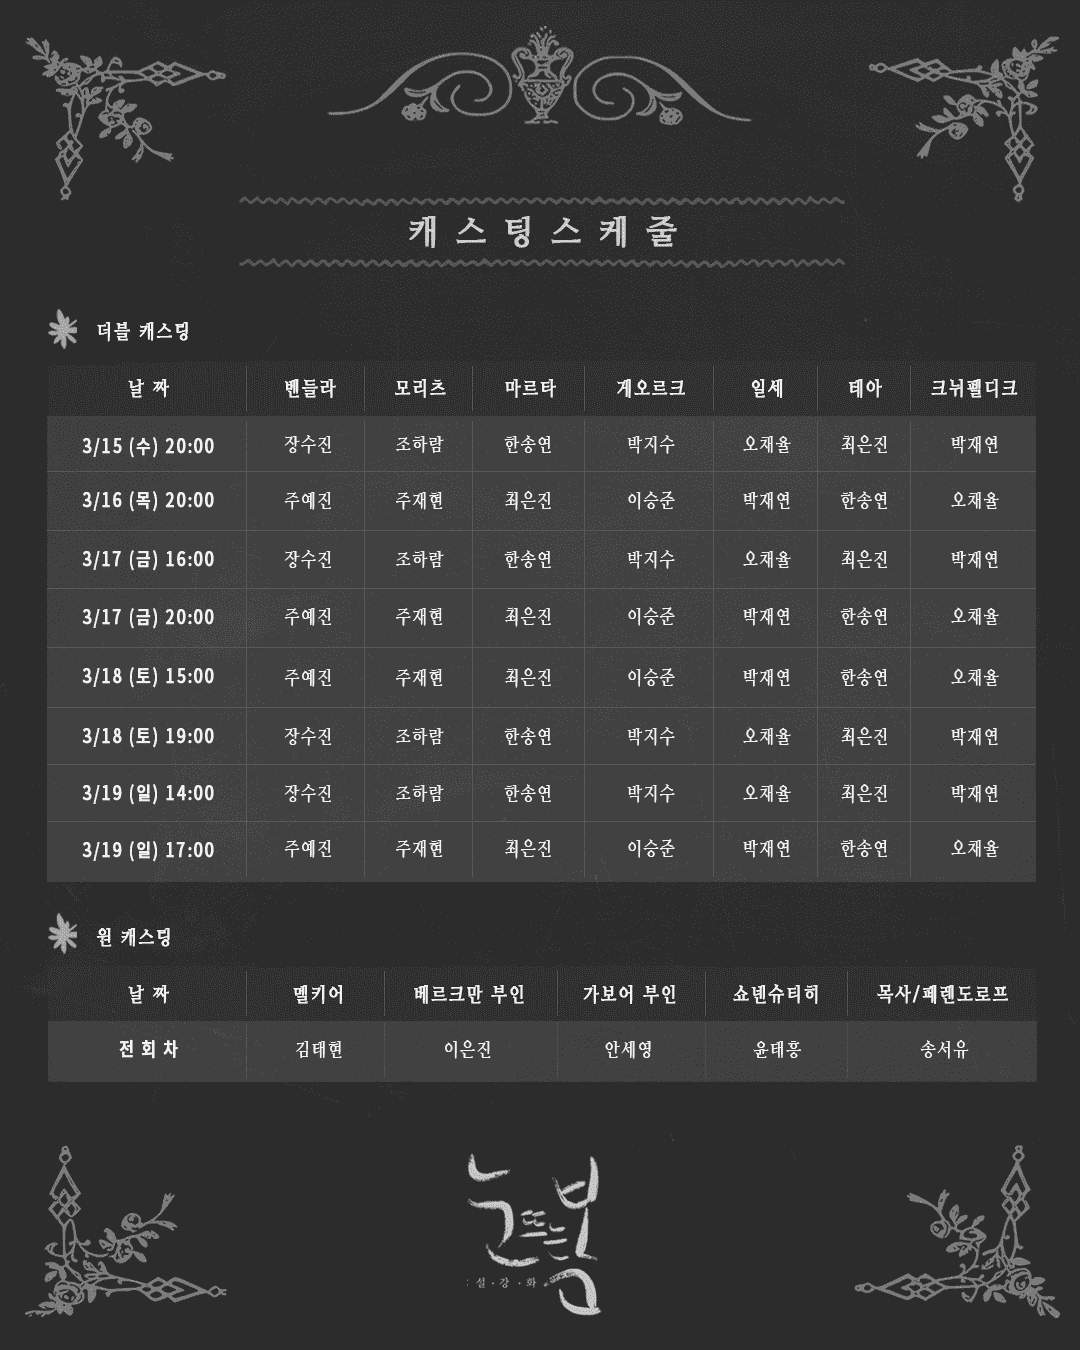 캐스팅스케줄
더블 캐스팅
날 짜 벤들라 모리츠 마르타 게오르크 일세 테아 크뉘펠디크
3/15 (수) 20:00 장수진 조하람 한송연 박지수 오채율 최은진 박재연
3/16 (목) 20:00 주예진 주재현 최은진 이승준 박재연 한송연 오채율
3/17 (금) 16:00 장수진 조하람 한송연 박지수 오채율 최은진 박재연
3/17 (금) 20:00 주예진 주재현 최은진 이승준 박재연 한송연 오채율
3/18 (토) 15:00 주예진 주재현 최은진 이승준 박재연 한송연 오채율
3/18 (토) 19:00 장수진 조하람 한송연 박지수 오채율 최은진 박재연
3/19 (일) 14:00 장수진 조하람 한송연 박지수 오채율 최은진 박재연
3/19 (일) 17:00 주예진 주재현 최은진 이승준 박재연 한송연 오채율
원 캐스팅
날 짜 멜키어 베르크만 부인 가보어 부인 쇼넨슈티히 목사/페렌도로프
전 회 차 김태현 이은진 안세영 윤태흥 송서유
눈뜨는봄
: 설·강·화